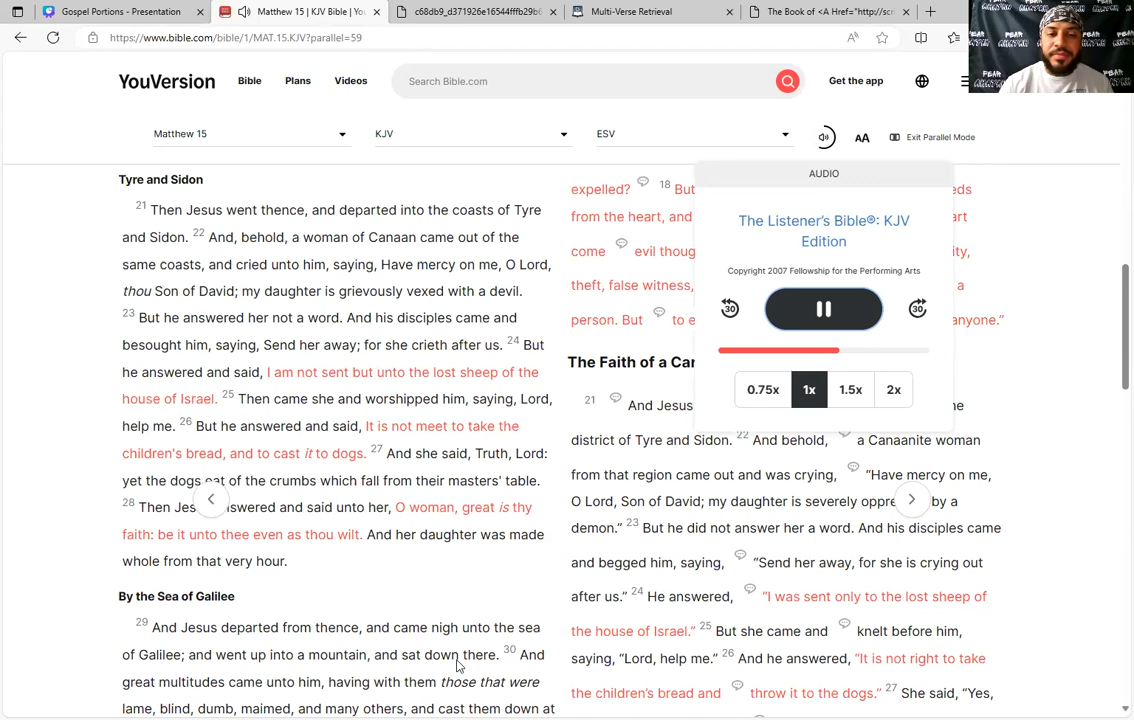 Gospel Portions - Presentation
Matthew 15 | KJV Bible | Yo
c68db9_d371926e16544fffb29b6
Multi-Verse Retrieval
The Book of <A Href="http://sc
https://www.bible.com/bible/1/MAT.15.KJV?parallel=59
FEAR
FEAR
YouVersion Bible Plans Videos Search Bible.com Get the app
Matthew 15 KJV ESV AA Exit Parallel Mode
Tyre and Sidon
21 Then Jesus went thence, and departed into the coasts of Tyre
and Sidon. 22 And, behold, a woman of Canaan came out of the
same coasts, and cried unto him, saying, Have mercy on me, O Lord,
thou Son of David; my daughter is grievously vexed with a devil.
23 But he answered her not a word. And his disciples came and
besought him, saying, Send her away; for she crieth after us. 24 But
he answered and said, I am not sent but unto the lost sheep of the
house of Israel. 25 Then came she and worshipped him, saying, Lord,
help me. 26 But he answered and said, It is not meet to take the
children's bread, and to cast it to dogs. 27 And she said, Truth, Lord:
yet the dogs eat of the crumbs which fall from their masters' table.
28 Then Jes answered and said unto her, O woman, great is thy
faith: be it unto thee even as thou wilt. And her daughter was made
whole from that very hour.
By the Sea of Galilee
29 And Jesus departed from thence, and came nigh unto the sea
of Galilee; and went up into a mountain, and sat down there. 30 And
great multitudes came unto him, having with them those that were
lame, blind, dumb, maimed, and many others, and cast them down at
expelled? 18 But eeds
from the heart, and art
come evil thoug ity,
theft, false witness, a
person. But to e anyone.”
The Faith of a Ca
21 And Jesus he
district of Tyre and Sidon. 22 And behold, a Canaanite woman
from that region came out and was crying, “Have mercy on me,
O Lord, Son of David; my daughter is severely oppre by a
demon.” 23 But he did not answer her a word. And his disciples came
and begged him, saying, “Send her away, for she is crying out
after us.” 24 He answered, “I was sent only to the lost sheep of
the house of Israel.” 25 But she came and knelt before him,
saying, “Lord, help me.” 26 And he answered, “It is not right to take
the children’s bread and throw it to the dogs.” 27 She said, “Yes,
AUDIO
The Listener’s Bible®: KJV
Edition
Copyright 2007 Fellowship for the Performing Arts
30 30
0.75x 1x 1.5x 2x